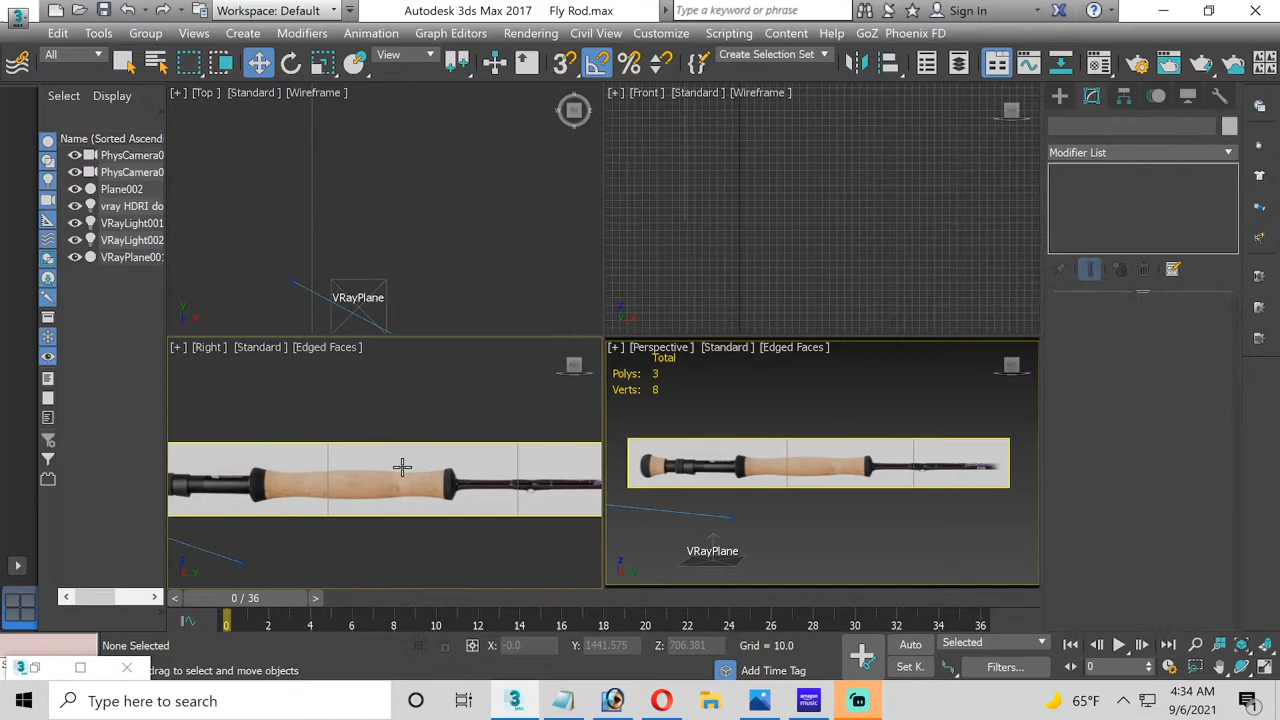 Autodesk 3ds Max 2017 Fly Rod.max
Workspaces: Default
Type a keyword or phrase
Sign In
Edit Tools Group Views Create Modifiers Animation Graph Editors Rendering Civil View Customize Scripting Content Help GoZ Phoenix FD
All
View
Create Selection Set
Select Display
[+] [Top] [Standard] [Wireframe]
[+] [Front] [Standard] [Wireframe]
Modifier List
Name (Sorted Ascend
PhysCamera0
PhysCamera0
Plane002
vray HDRI do
VRayLight001
VRayLight002
VRayPlane00
VRayPlane
[+] [Right] [Standard] [Edged Faces]
[+] [Perspective] [Standard] [Edged Faces]
Total
Polys: 3
Verts: 8
VRayPlane
0 / 36
0 2 4 6 8 10 12 14 16 18 20 22 24 26 28 30 32 34 36
None Selected
X: -0.0 Y: 1441.575 Z: 706.381 Grid = 10.0
Auto Selected
drag to select and move objects
Add Time Tag
Set K. Filters... 0
Type here to search
65°F
4:34 AM
9/6/2021